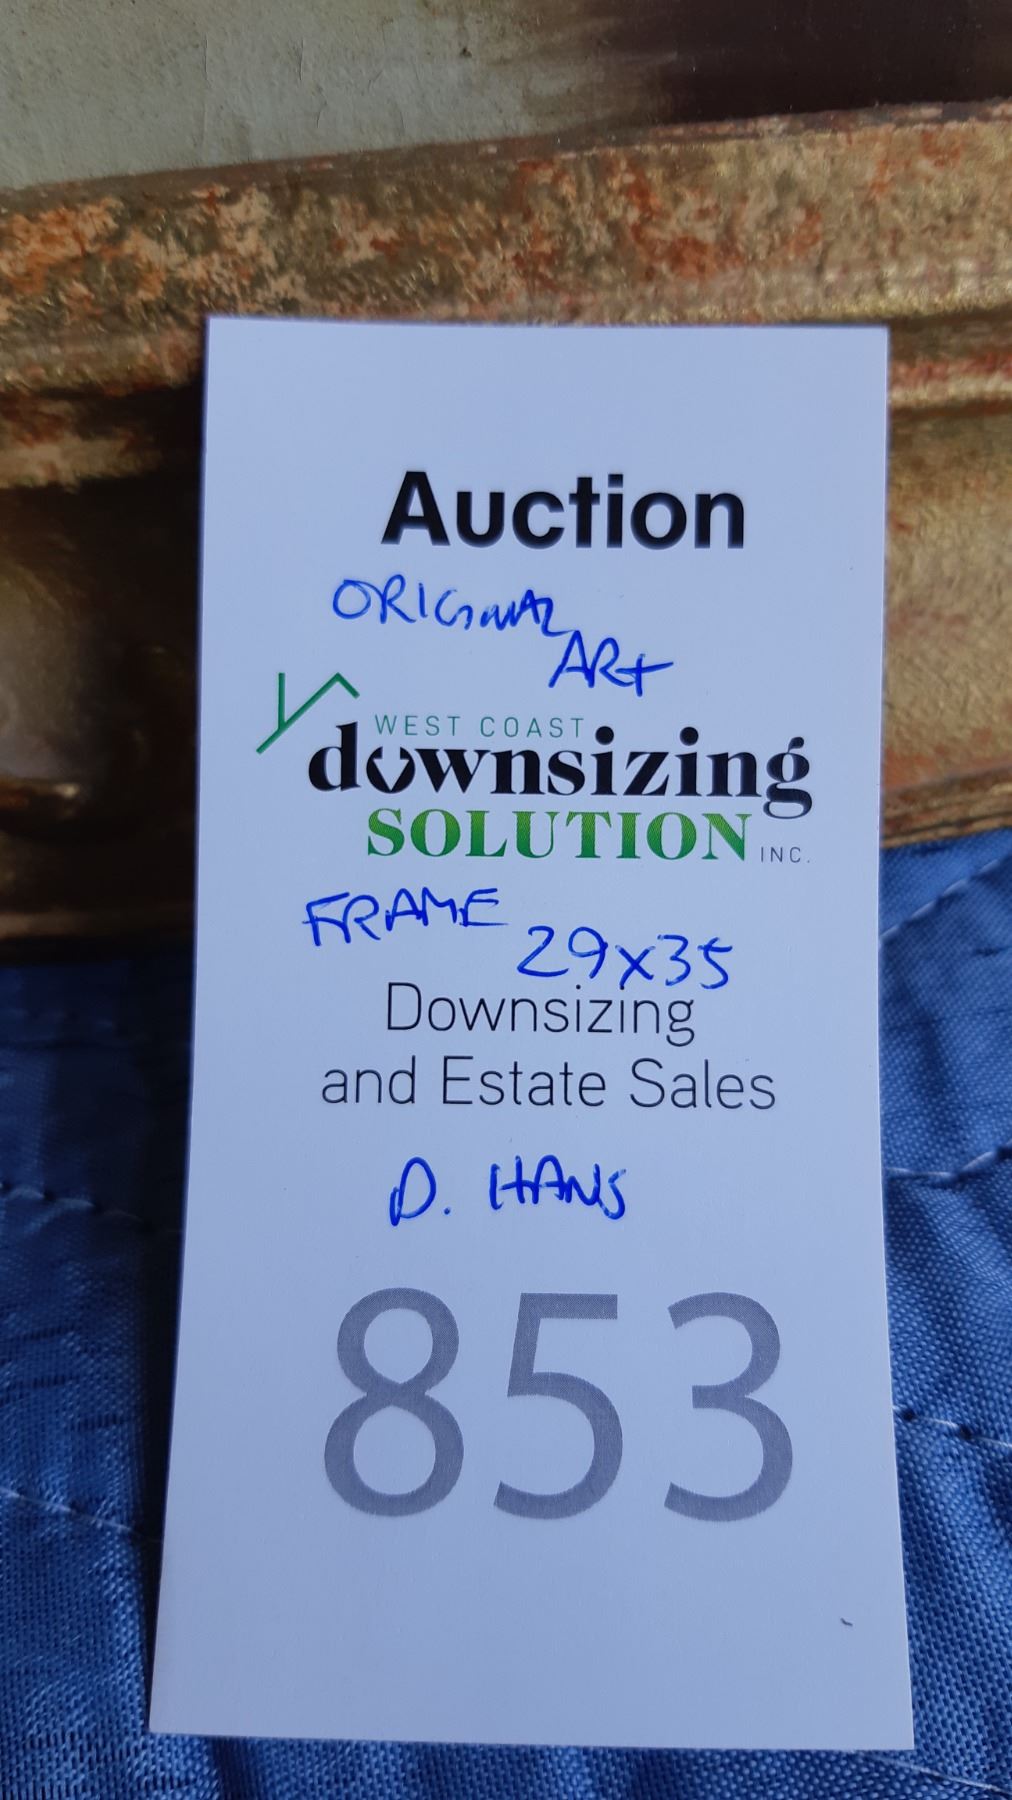 Auction
ORIGINAL
ART
WEST COAST
downsizing
SOLUTION INC.
FRAME 29x35
Downsizing
and Estate Sales
D. HANS
853